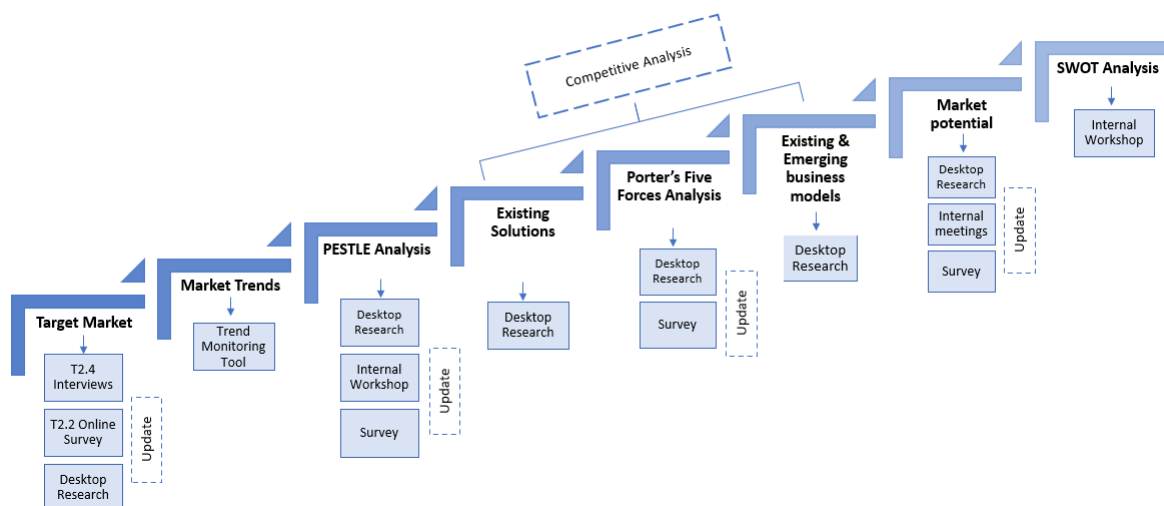 Competitive Analysis
Target Market
T2.4
Interviews
T2.2 Online
Survey
Desktop
Research
Update
Market Trends
Trend
Monitoring
Tool
PESTLE Analysis
Desktop
Research
Internal
Workshop
Survey
Update
Existing
Solutions
Desktop
Research
Porter's Five
Forces Analysis
Desktop
Research
Survey
Update
Existing &
Emerging
business
models
Desktop
Research
Market
potential
Desktop
Research
Internal
meetings
Survey
Update
SWOT Analysis
Internal
Workshop